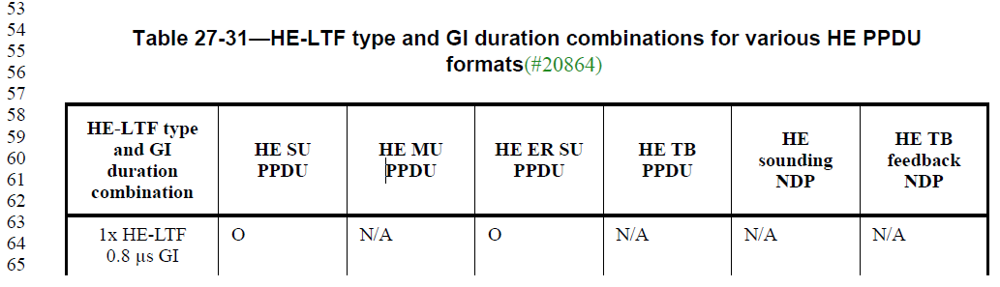 53
54
55
56
57
58
59
60
61
62
63
64
65
Table 27-31—HE-LTF type and GI duration combinations for various HE PPDU
formats(#20864)
HE-LTF type
and GI
duration
combination
HE SU
PPDU
HE MU
PPDU
HE ER SU
PPDU
HE TB
PPDU
HE
sounding
NDP
HE TB
feedback
NDP
1x HE-LTF
0.8 µs GI
O
N/A
O
N/A
N/A
N/A